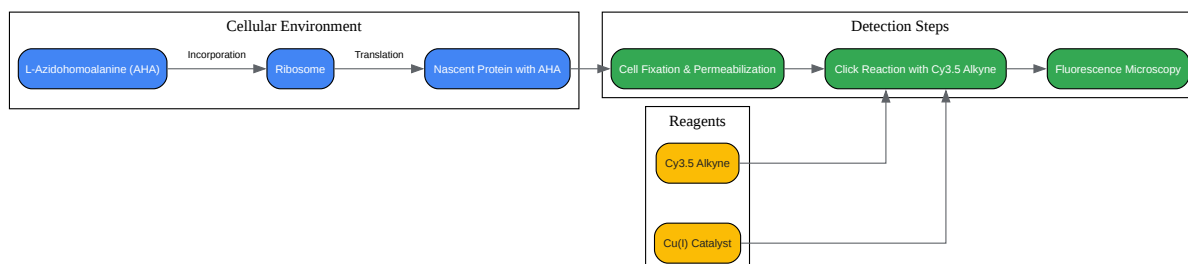 Cellular Environment
L-Azidohomoalanine (AHA)
Incorporation
Ribosome
Translation
Nascent Protein with AHA
Detection Steps
Cell Fixation & Permeabilization
Click Reaction with Cy3.5 Alkyne
Fluorescence Microscopy
Reagents
Cy3.5 Alkyne
Cu(I) Catalyst